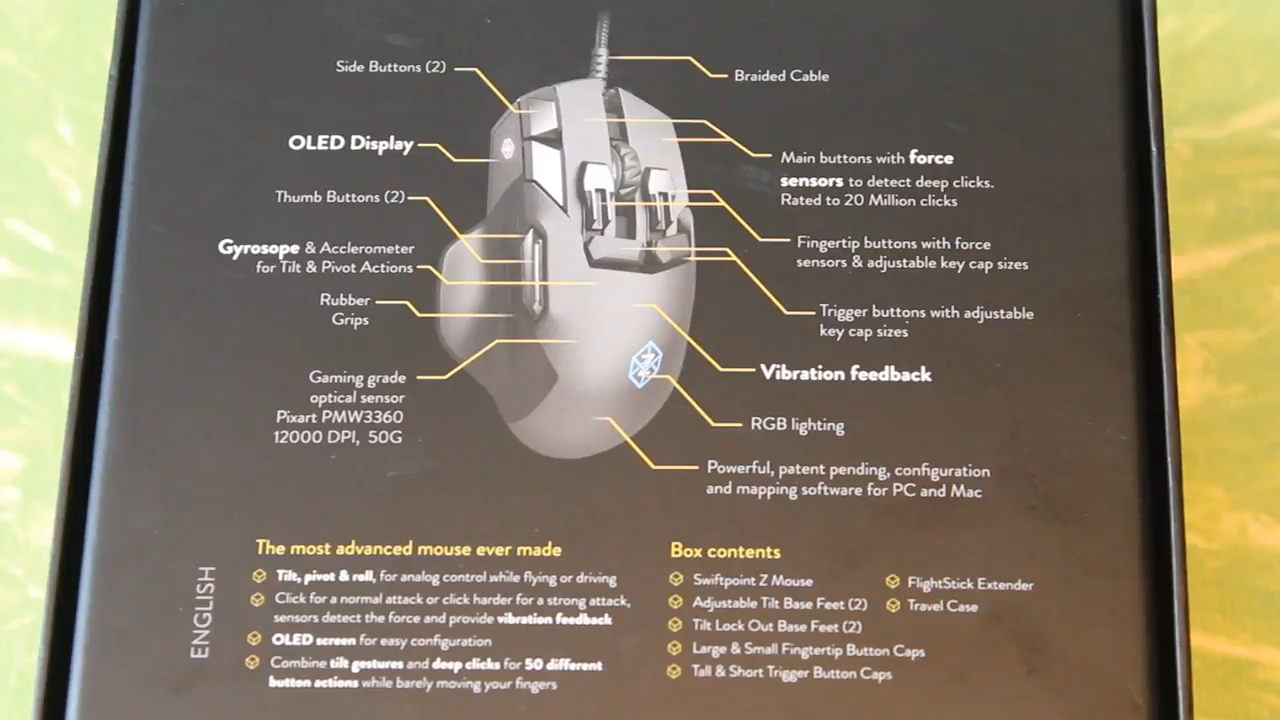 Side Buttons (2)
Braided Cable
OLED Display
Main buttons with force
sensors to detect deep clicks.
Rated to 20 Million clicks
Thumb Buttons (2)
Gyrosope & Acclerometer
for Tilt & Pivot Actions
Fingertip buttons with force
sensors & adjustable key cap sizes
Rubber
Grips
Trigger buttons with adjustable
key cap sizes
Gaming grade
optical sensor
Pixart PMW3360
12000 DPI, 50G
Vibration feedback
RGB lighting
Powerful, patent pending, configuration
and mapping software for PC and Mac
ENGLISH
The most advanced mouse ever made
Tilt, pivot & roll, for analog control while flying or driving
Click for a normal attack or click harder for a strong attack,
sensors detect the force and provide vibration feedback
OLED screen for easy configuration
Combine tilt gestures and deep clicks for 50 different
button actions while barely moving your fingers
Box contents
Swiftpoint Z Mouse
Adjustable Tilt Base Feet (2)
Tilt Lock Out Base Feet (2)
Large & Small Fingtertip Button Caps
Tall & Short Trigger Button Caps
FlightStick Extender
Travel Case